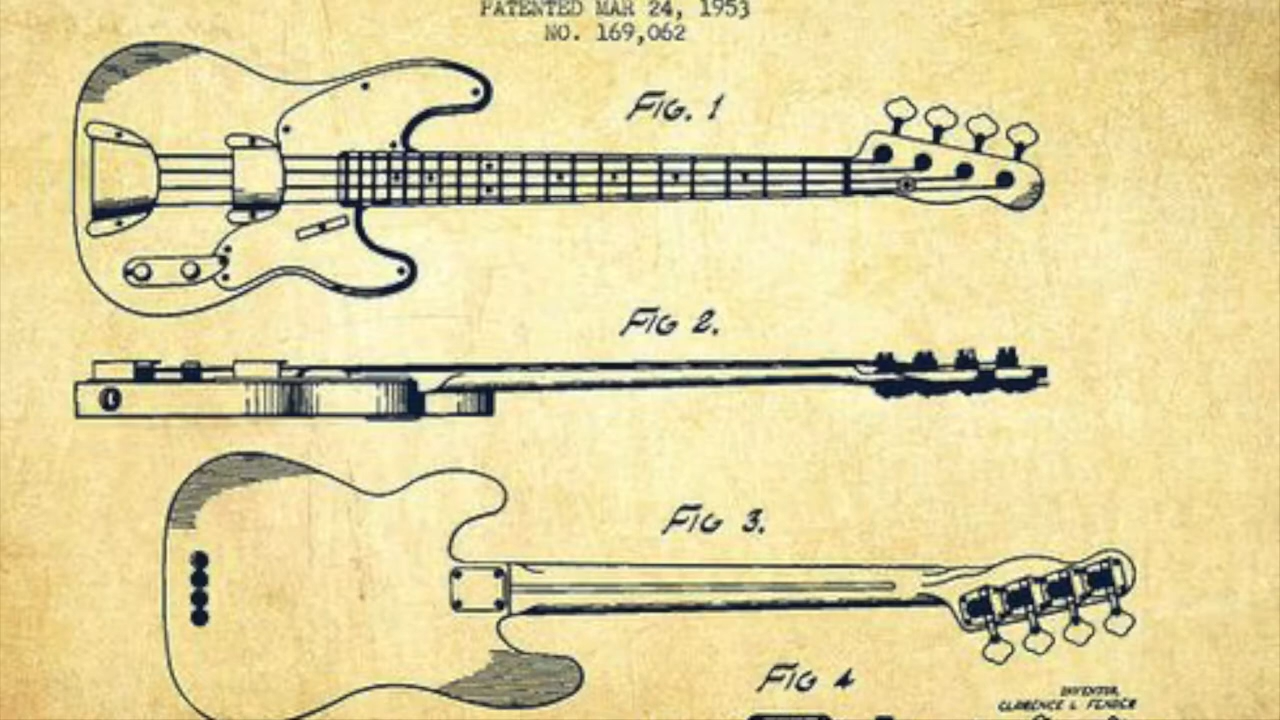 PATENTED MAR 24, 1953
NO. 169,062
FIG. 1
FIG 2.
FIG 3.
FIG 4
INVENTOR,
CLARENCE L FENDER